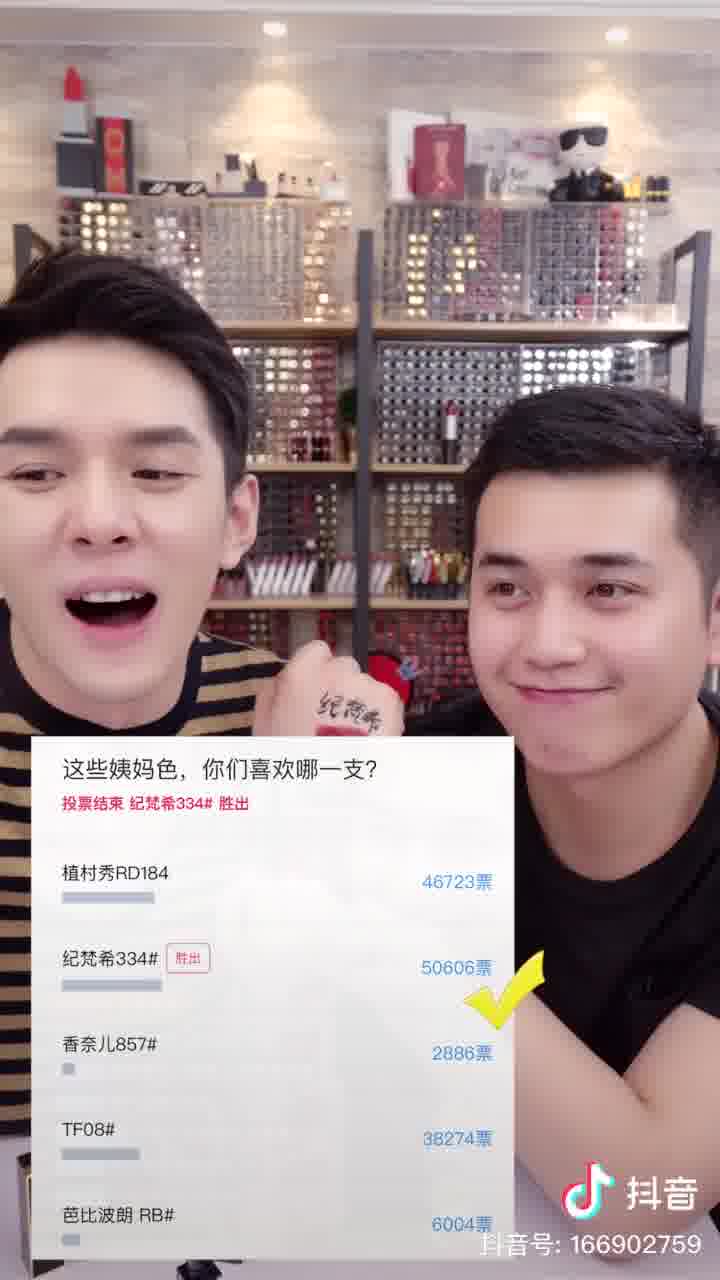 纪梵希
这些姨妈色，你们喜欢哪一支？
投票结束 纪梵希334# 胜出
植村秀RD184
46723票
纪梵希334# 胜出
50606票
香奈儿857#
2886票
TF08#
38274票
芭比波朗 RB#
6004票
抖音
抖音号: 166902759